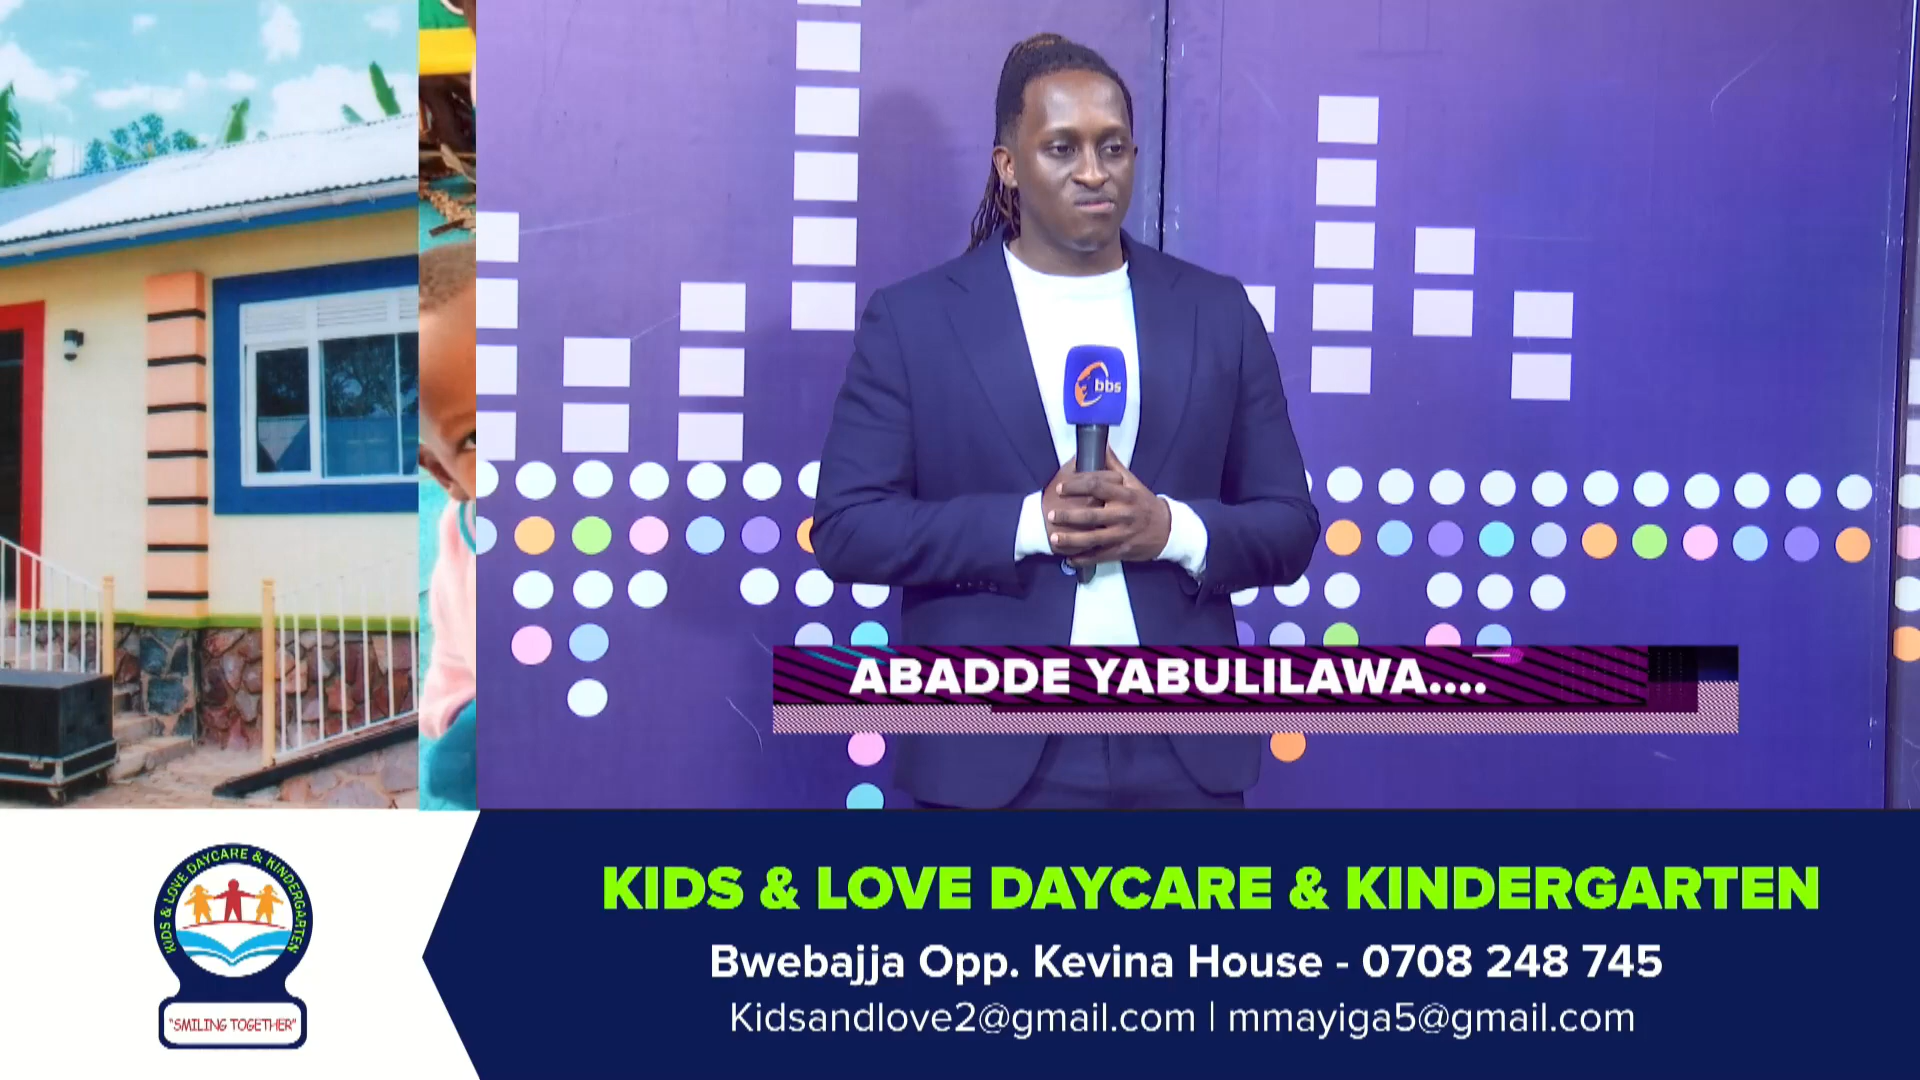 bbs
ABADDE YABULILAWA....
KIDS & LOVE DAYCARE & KINDERGARTEN
"SMILING TOGETHER"
KIDS & LOVE DAYCARE & KINDERGARTEN
Bwebajja Opp. Kevina House - 0708 248 745
Kidsandlove2@gmail.com | mmayiga5@gmail.com